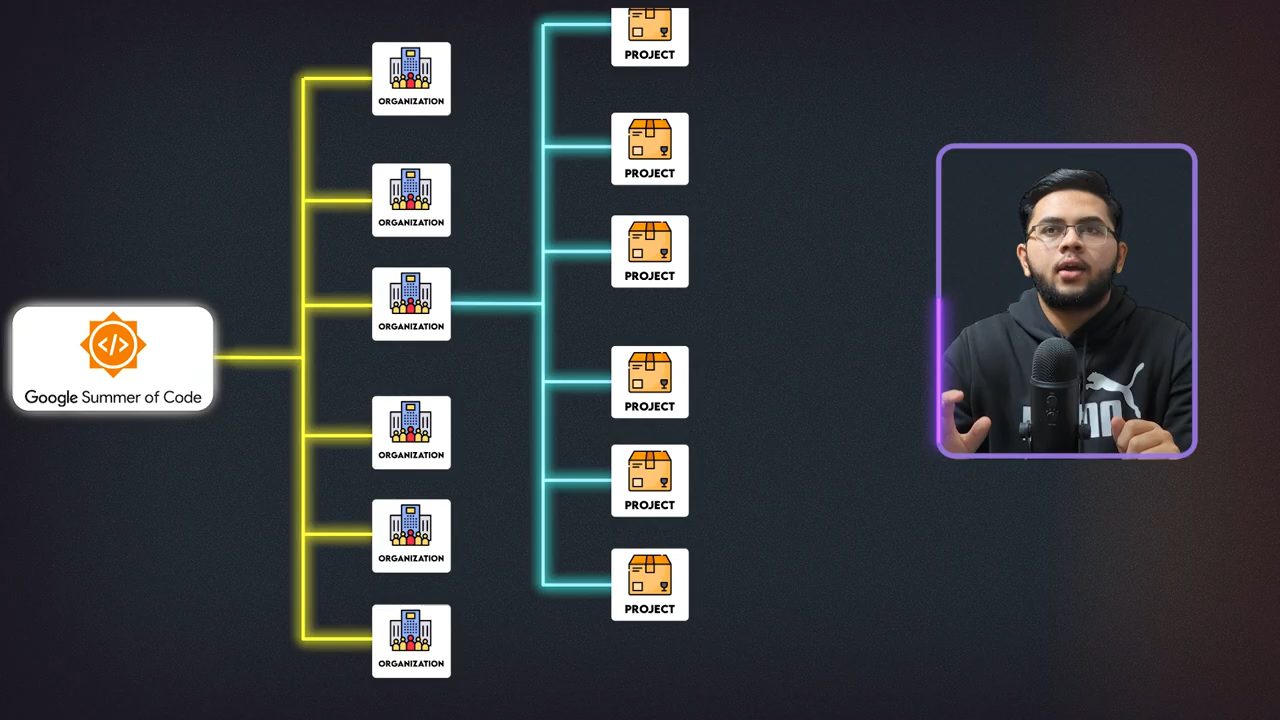 ORGANIZATION
ORGANIZATION
ORGANIZATION
ORGANIZATION
ORGANIZATION
ORGANIZATION
PROJECT
PROJECT
PROJECT
PROJECT
PROJECT
PROJECT
</> 
Google Summer of Code